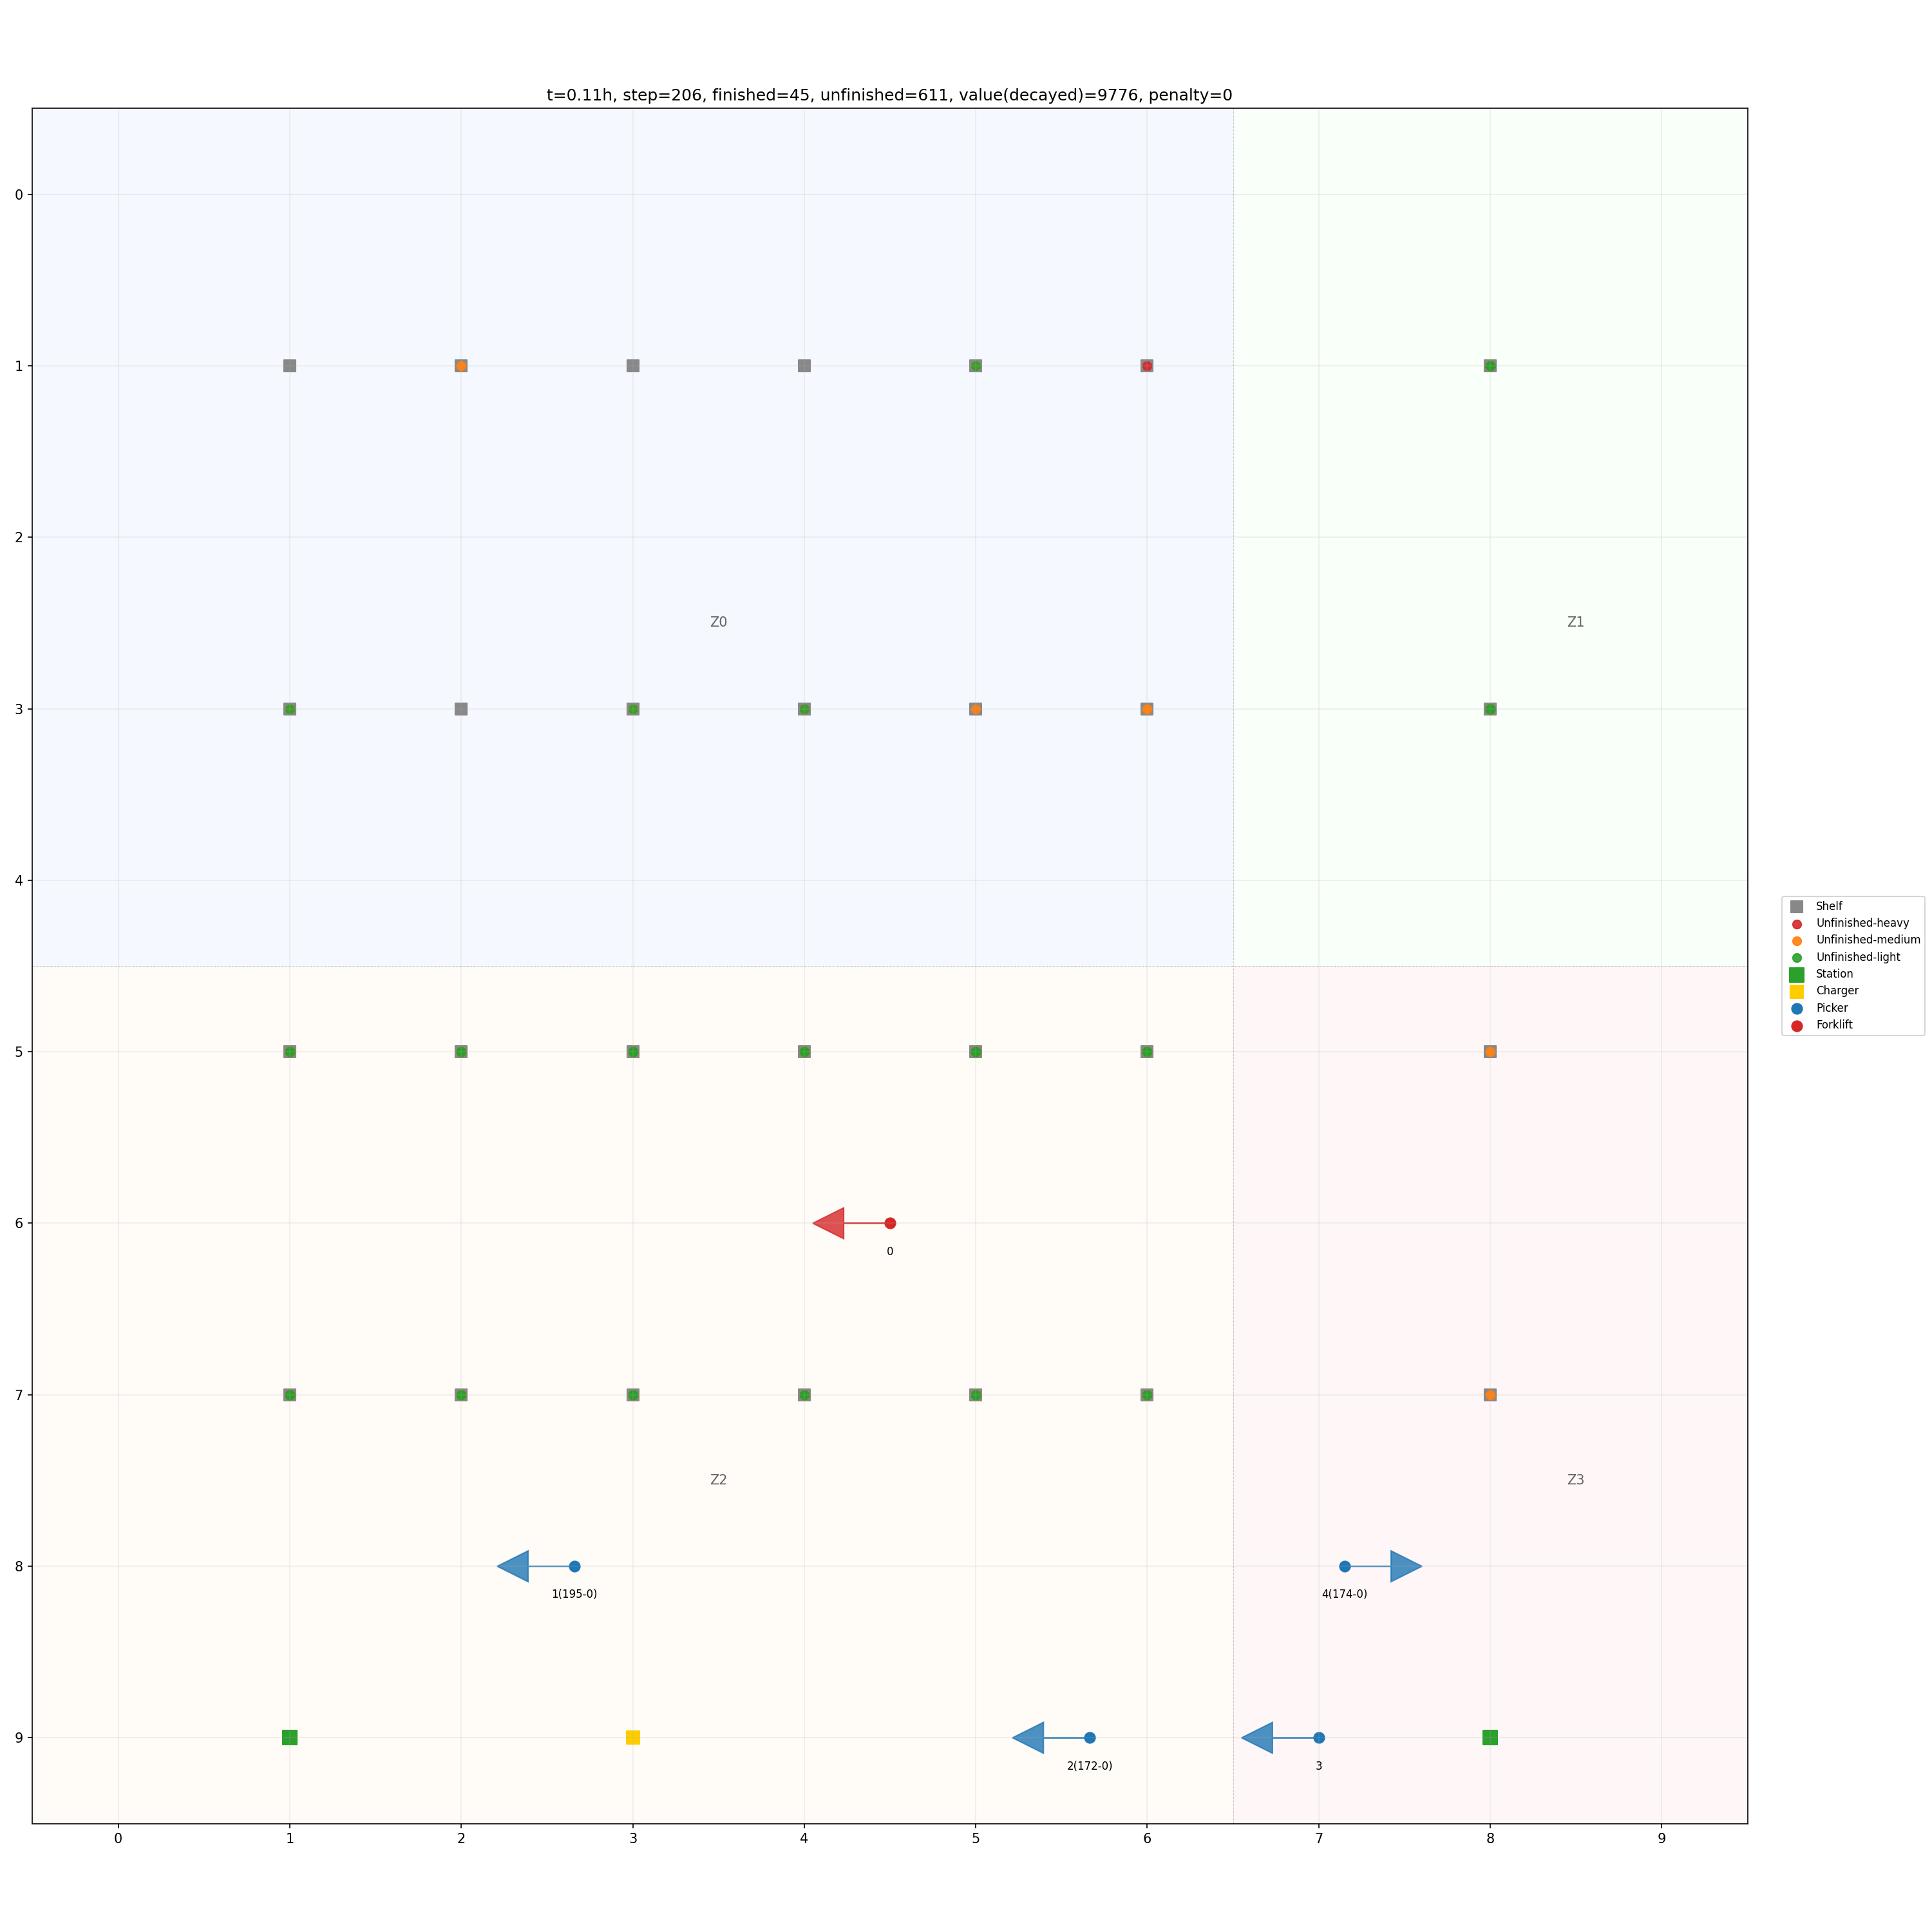 t=0.11h, step=206, finished=45, unfinished=611, value(decayed)=9776, penalty=0
0
1
2
Z0
Z1
3
4
Shelf
Unfinished-heavy
Unfinished-medium
Unfinished-light
Station
Charger
Picker
Forklift
5
6
0
7
Z2
Z3
8
1(195-0)
4(174-0)
9
2(172-0)
3
0 1 2 3 4 5 6 7 8 9